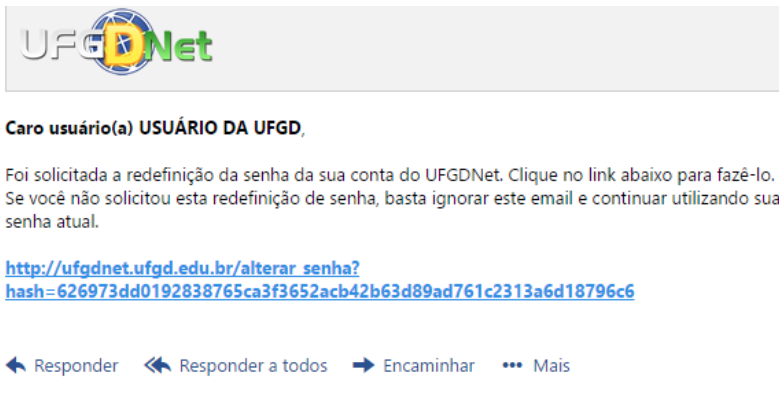 UFGDNet
Caro usuário(a) USUÁRIO DA UFGD,
Foi solicitada a redefinição da senha da sua conta do UFGDNet. Clique no link abaixo para fazê-lo.
Se você não solicitou esta redefinição de senha, basta ignorar este email e continuar utilizando sua
senha atual.
http://ufgdnet.ufgd.edu.br/alterar_senha?
hash=626973dd0192838765ca3f3652acb42b63d89ad761c2313a6d18796c6
Responder Responder a todos Encaminhar Mais